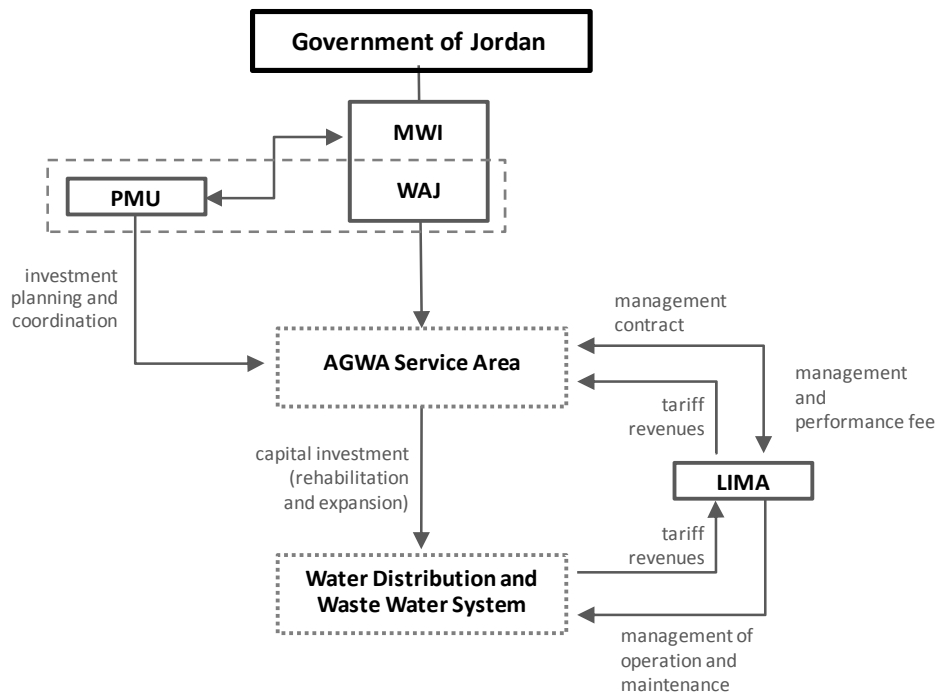 Government of Jordan
MWI
PMU
WAJ
investment
planning and
coordination
management
contract
AGWA Service Area
management
and
performance fee
tariff
revenues
capital investment
(rehabilitation
and expansion)
LIMA
tariff
revenues
Water Distribution and
Waste Water System
management of
operation and
maintenance